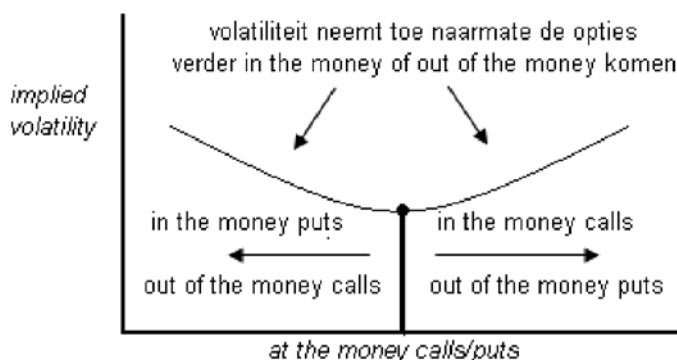 volatiliteit neemt toe naarmate de opties
verder in the money of out of the money komen
implied
volatility
in the money puts
in the money calls
out of the money calls
out of the money puts
at the money calls/puts